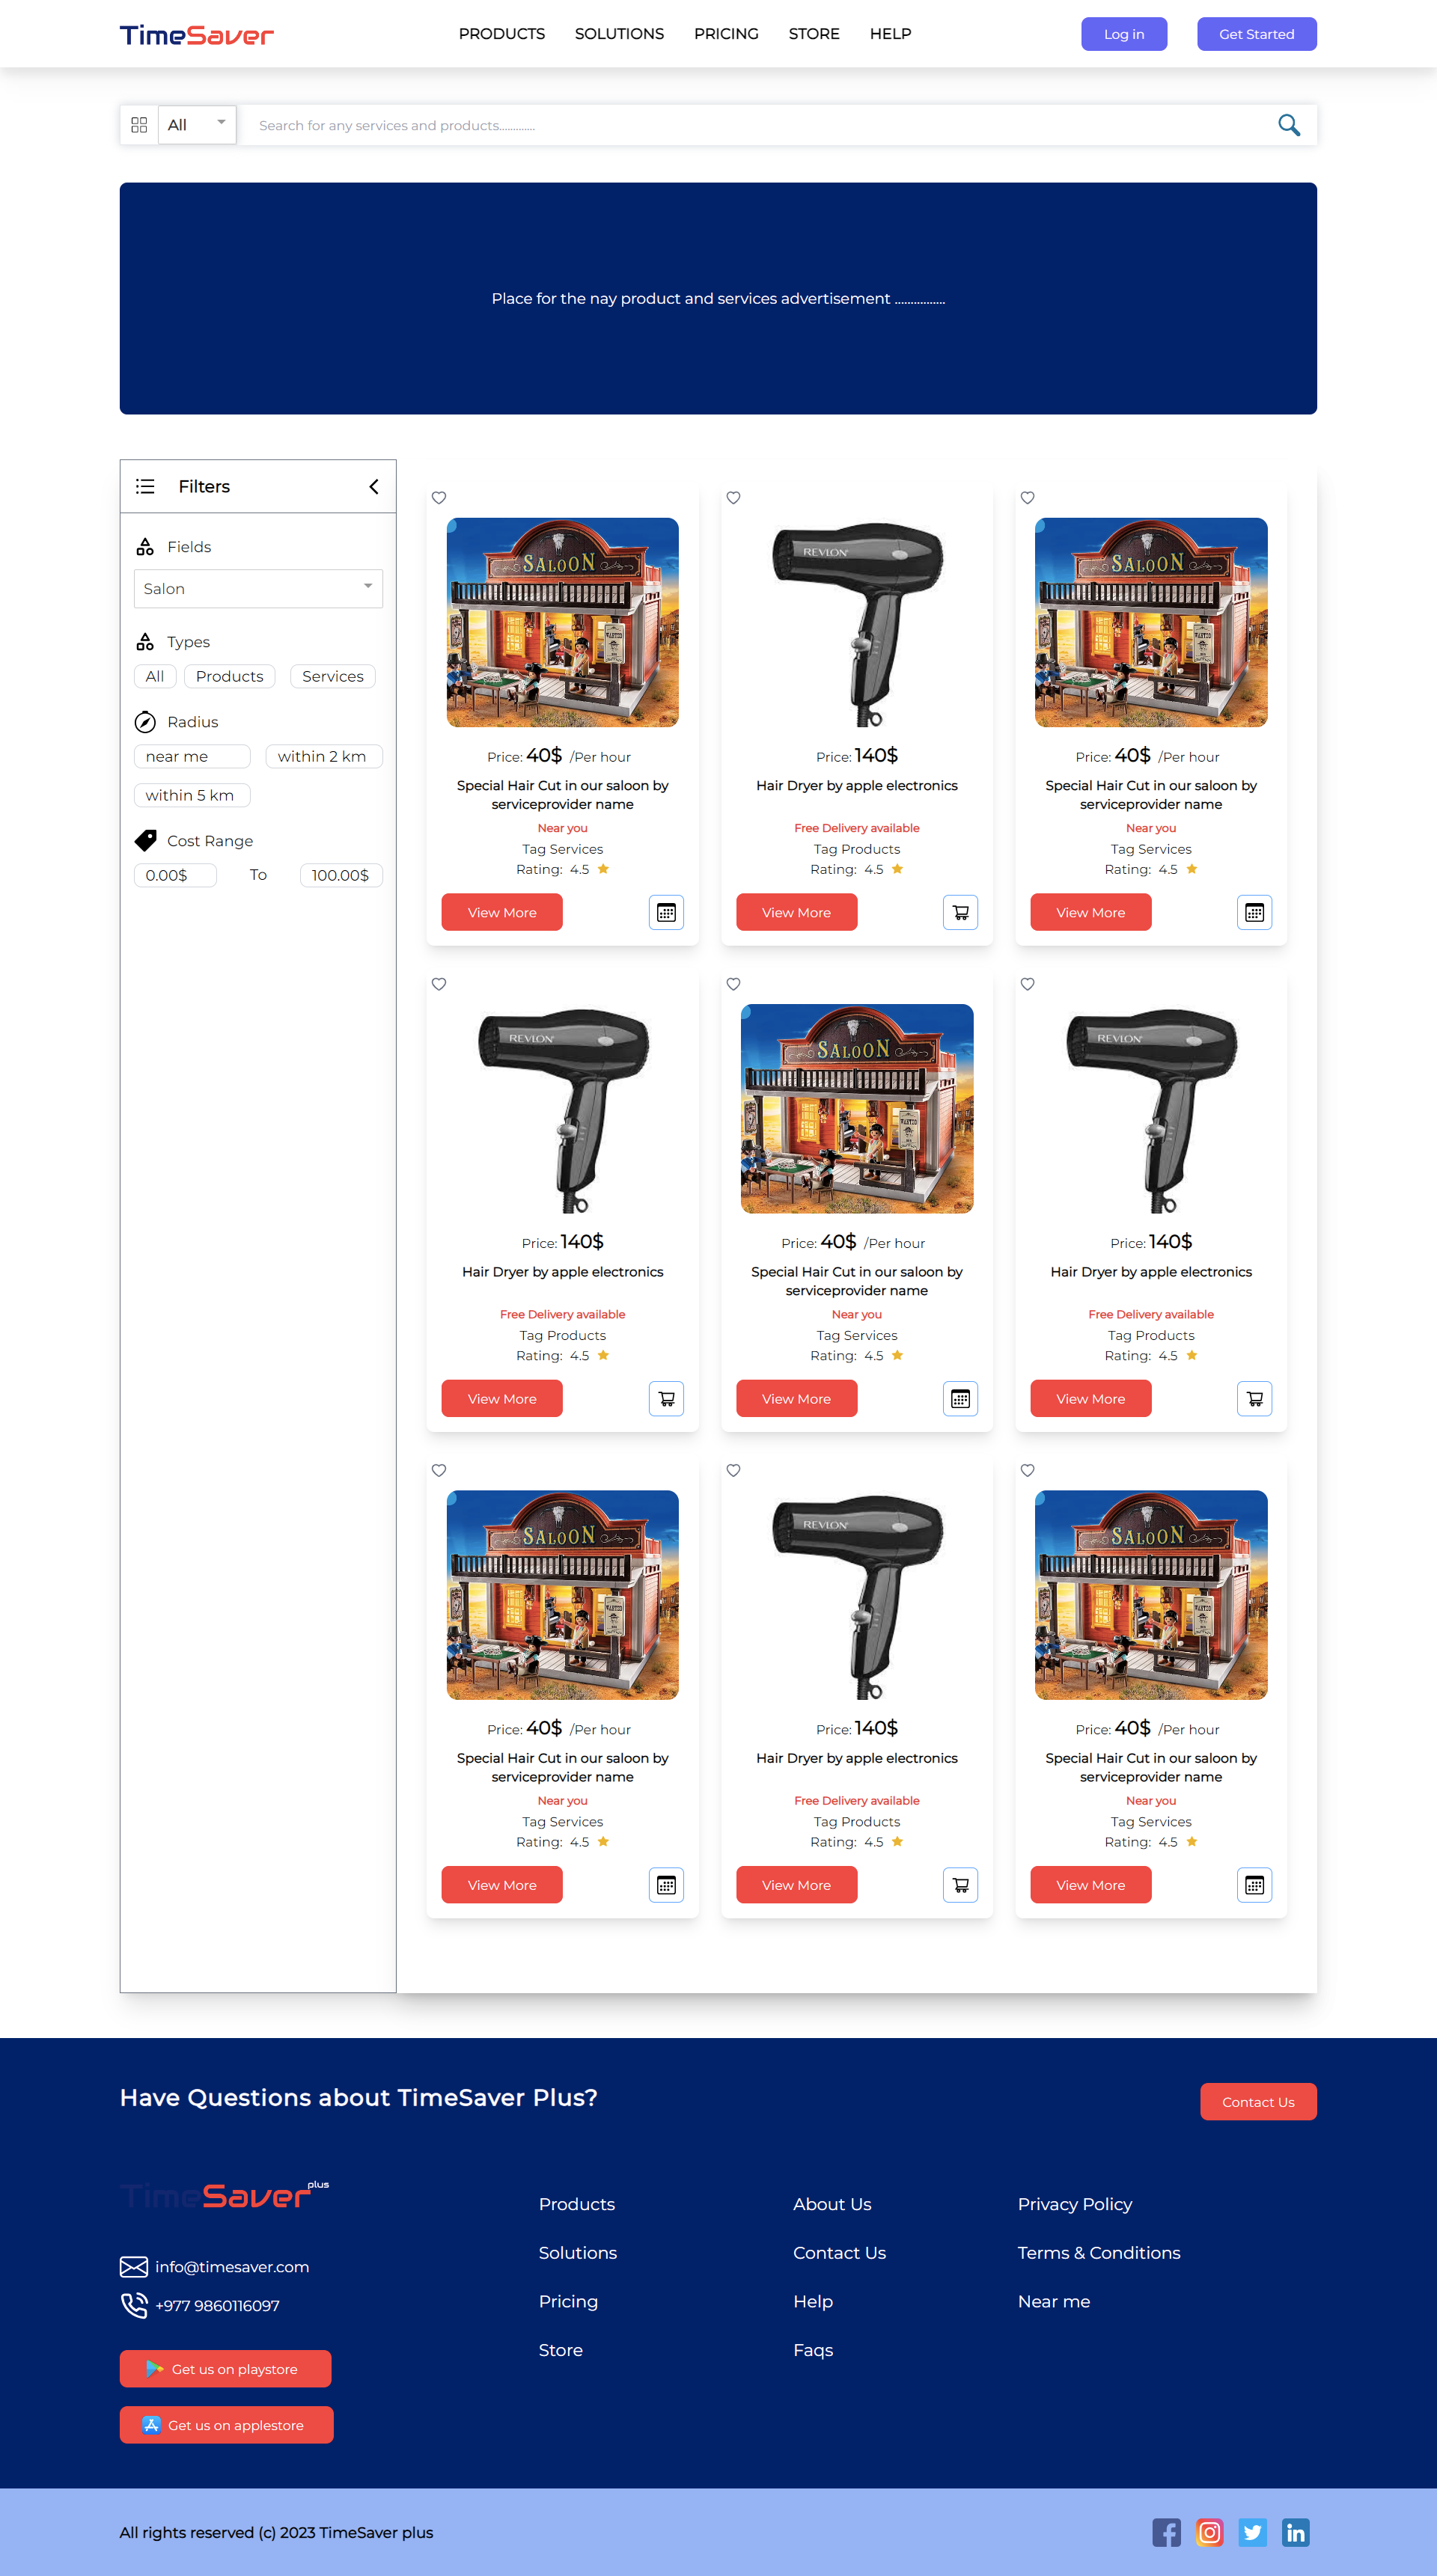 TimeSaver
PRODUCTS SOLUTIONS PRICING STORE HELP
Log in Get Started
All Search for any services and products.............
Place for the nay product and services advertisement ................
Filters
Fields
Salon
Types
All Products Services
Radius
near me within 2 km
within 5 km
Cost Range
0.00$ To 100.00$
SALOON
WANTED
Price: 40$ /Per hour
Special Hair Cut in our saloon by
serviceprovider name
Near you
Tag Services
Rating: 4.5
View More
REVLON
Price: 140$
Hair Dryer by apple electronics
Free Delivery available
Tag Products
Rating: 4.5
View More
SALOON
WANTED
Price: 40$ /Per hour
Special Hair Cut in our saloon by
serviceprovider name
Near you
Tag Services
Rating: 4.5
View More
REVLON
Price: 140$
Hair Dryer by apple electronics
Free Delivery available
Tag Products
Rating: 4.5
View More
SALOON
WANTED
Price: 40$ /Per hour
Special Hair Cut in our saloon by
serviceprovider name
Near you
Tag Services
Rating: 4.5
View More
REVLON
Price: 140$
Hair Dryer by apple electronics
Free Delivery available
Tag Products
Rating: 4.5
View More
SALOON
WANTED
Price: 40$ /Per hour
Special Hair Cut in our saloon by
serviceprovider name
Near you
Tag Services
Rating: 4.5
View More
REVLON
Price: 140$
Hair Dryer by apple electronics
Free Delivery available
Tag Products
Rating: 4.5
View More
SALOON
WANTED
Price: 40$ /Per hour
Special Hair Cut in our saloon by
serviceprovider name
Near you
Tag Services
Rating: 4.5
View More
Have Questions about TimeSaver Plus?
Contact Us
TimeSaver plus
info@timesaver.com
+977 9860116097
Get us on playstore
Get us on applestore
Products
Solutions
Pricing
Store
About Us
Contact Us
Help
Faqs
Privacy Policy
Terms & Conditions
Near me
All rights reserved (c) 2023 TimeSaver plus